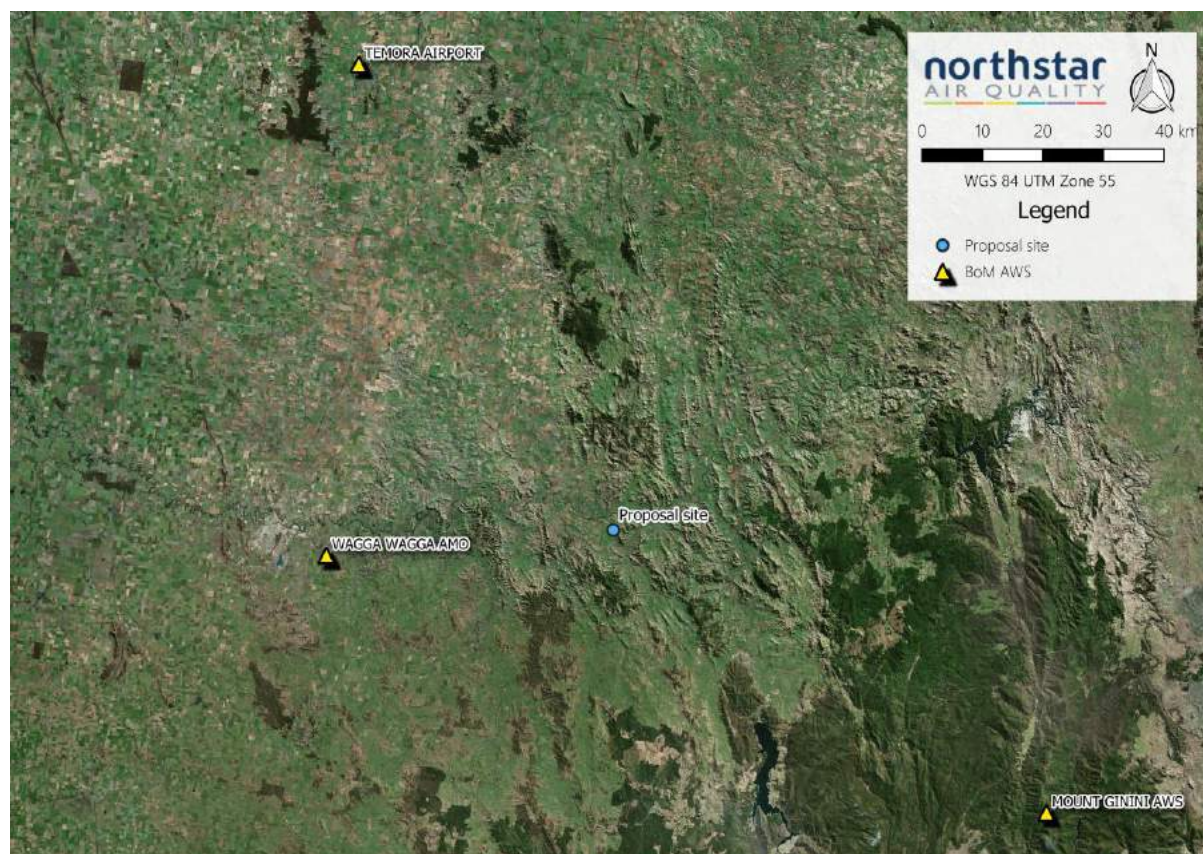 TEMORA AIRPORT
northstar
AIR QUALITY
N
0 10 20 30 40 km
WGS 84 UTM Zone 55
Legend
Proposal site
BoM AWS
Proposal site
WAGGA WAGGA AMO
MOUNT GININI AWS